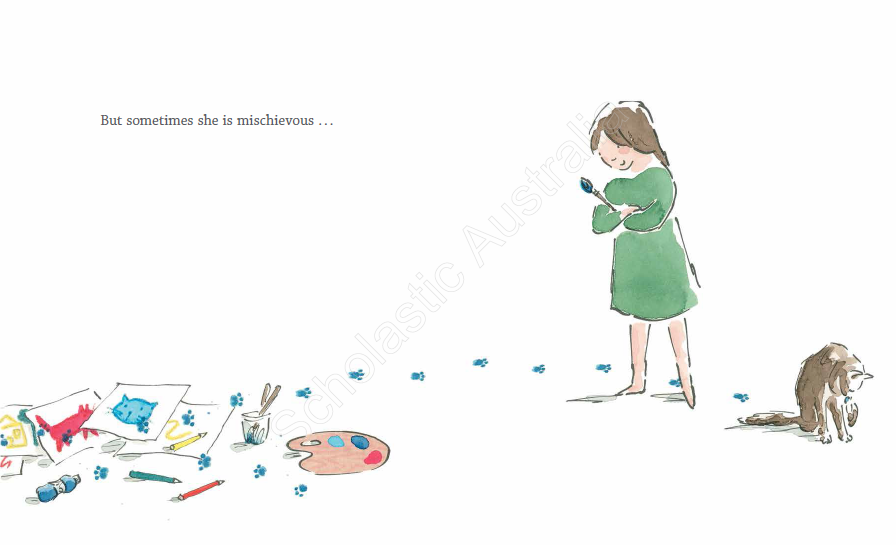 But sometimes she is mischievous ...
Scholastic Australia